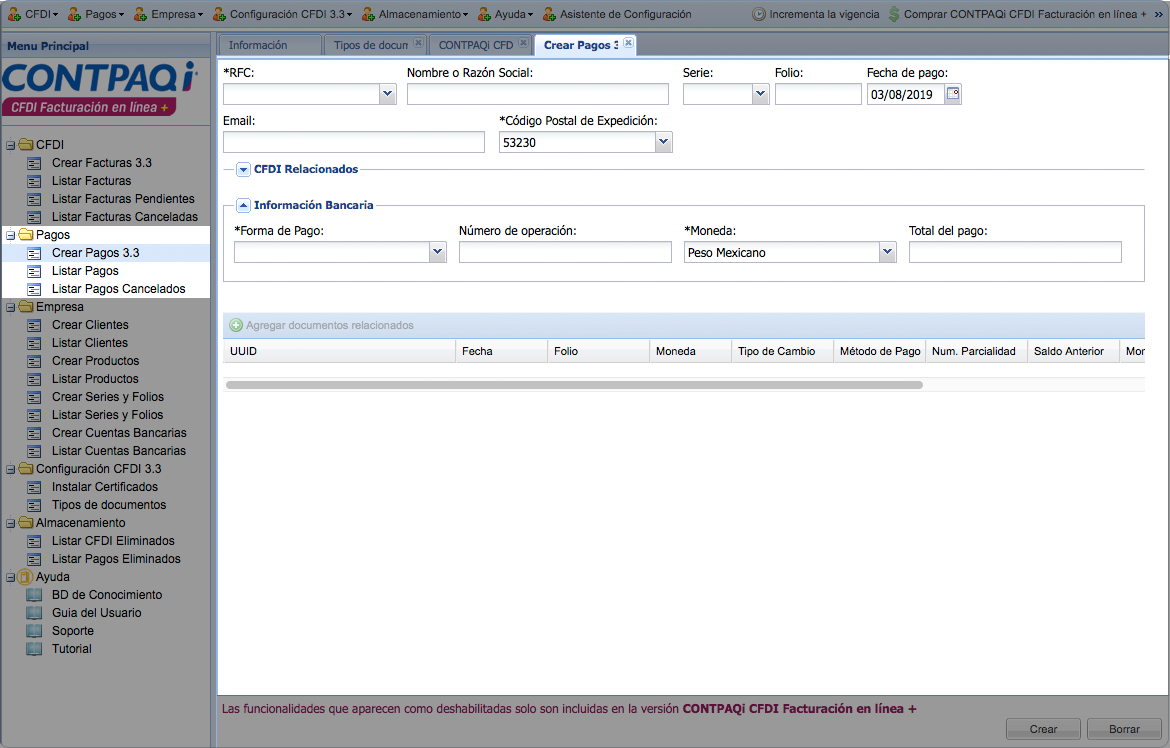 CFDI Pagos Empresa Configuración CFDI 3.3 Almacenamiento Ayuda Asistente de Configuración Incrementa la vigencia Comprar CONTPAQi CFDI Facturación en línea + »
Menu Principal
Información Tipos de docum CONTPAQi CFD Crear Pagos 3
CONTPAQi
CFDI Facturación en línea +
*RFC: Nombre o Razón Social: Serie: Folio: Fecha de pago:
03/08/2019
Email: *Código Postal de Expedición:
53230
CFDI Relacionados
Información Bancaria
*Forma de Pago: Número de operación: *Moneda: Total del pago:
Peso Mexicano
Agregar documentos relacionados
UUID Fecha Folio Moneda Tipo de Cambio Método de Pago Num. Parcialidad Saldo Anterior Mor
CFDI
Crear Facturas 3.3
Listar Facturas
Listar Facturas Pendientes
Listar Facturas Canceladas
Pagos
Crear Pagos 3.3
Listar Pagos
Listar Pagos Cancelados
Empresa
Crear Clientes
Listar Clientes
Crear Productos
Listar Productos
Crear Series y Folios
Listar Series y Folios
Crear Cuentas Bancarias
Listar Cuentas Bancarias
Configuración CFDI 3.3
Instalar Certificados
Tipos de documentos
Almacenamiento
Listar CFDI Eliminados
Listar Pagos Eliminados
Ayuda
BD de Conocimiento
Guia del Usuario
Soporte
Tutorial
Las funcionalidades que aparecen como deshabilitadas solo son incluidas en la versión CONTPAQi CFDI Facturación en línea +
Crear Borrar